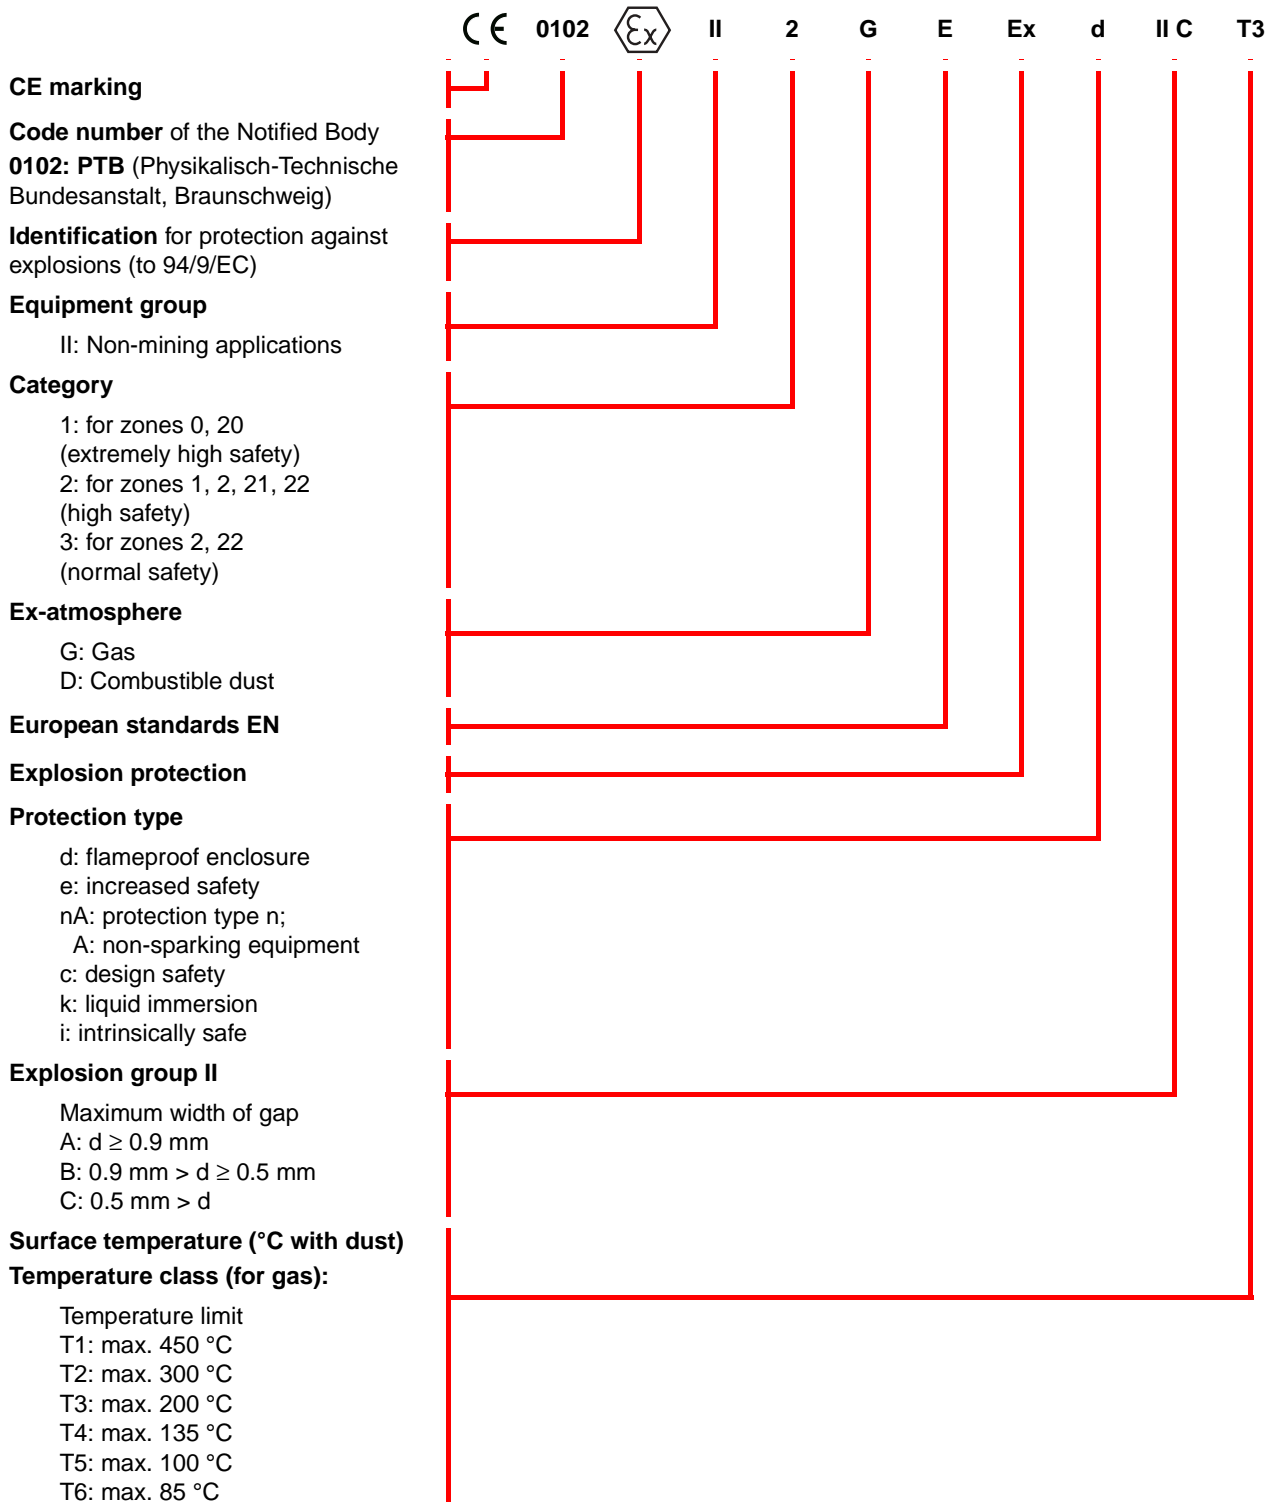 CE 0102 Ex II 2 G E Ex d II C T3
CE marking
Code number of the Notified Body
0102: PTB (Physikalisch-Technische
Bundesanstalt, Braunschweig)
Identification for protection against
explosions (to 94/9/EC)
Equipment group
II: Non-mining applications
Category
1: for zones 0, 20
(extremely high safety)
2: for zones 1, 2, 21, 22
(high safety)
3: for zones 2, 22
(normal safety)
Ex-atmosphere
G: Gas
D: Combustible dust
European standards EN
Explosion protection
Protection type
d: flameproof enclosure
e: increased safety
nA: protection type n;
A: non-sparking equipment
c: design safety
k: liquid immersion
i: intrinsically safe
Explosion group II
Maximum width of gap
A: d ≥ 0.9 mm
B: 0.9 mm > d ≥ 0.5 mm
C: 0.5 mm > d
Surface temperature (°C with dust)
Temperature class (for gas):
Temperature limit
T1: max. 450 °C
T2: max. 300 °C
T3: max. 200 °C
T4: max. 135 °C
T5: max. 100 °C
T6: max. 85 °C